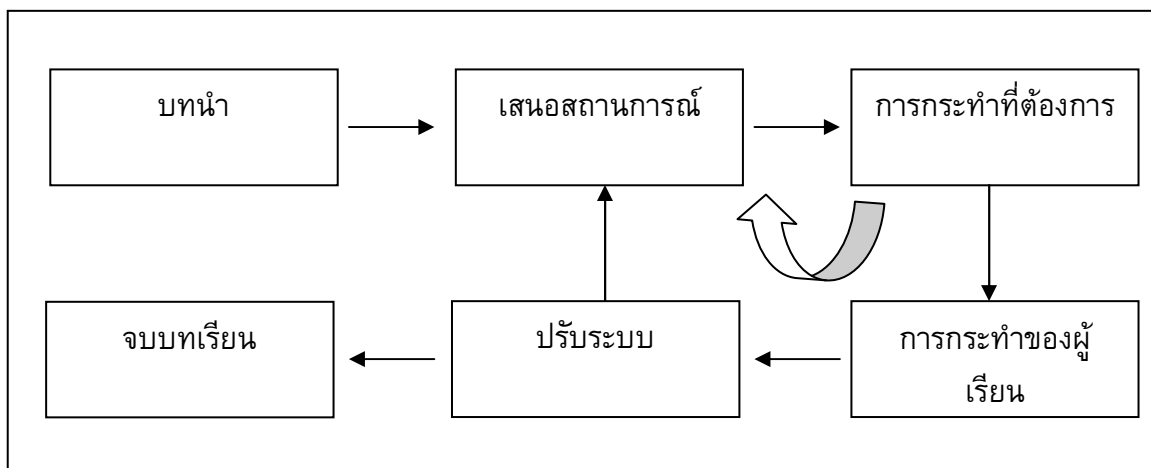 บทนำ
เสนอสถานการณ์
การกระทำที่ต้องการ
จบบทเรียน
ปรับระบบ
การกระทำของผู้
เรียน